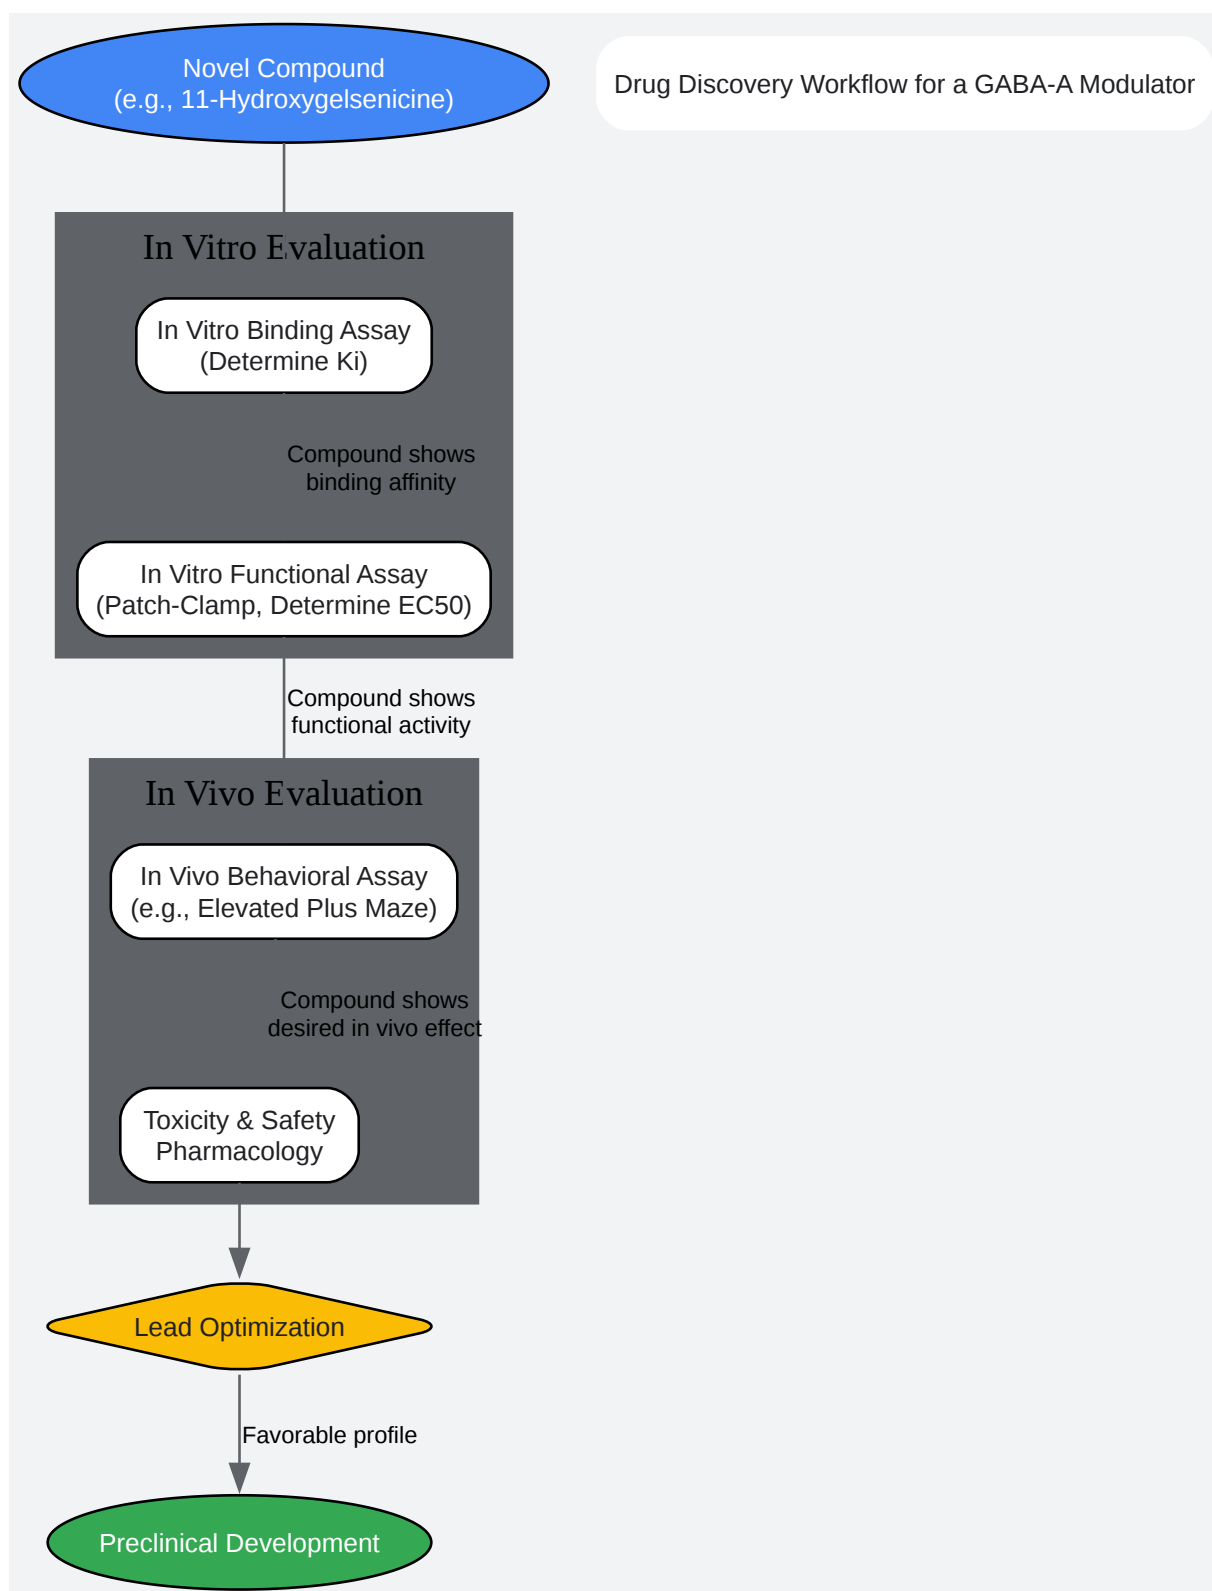 Novel Compound
(e.g., 11-Hydroxygelsenicine)
Drug Discovery Workflow for a GABA-A Modulator
In Vitro Evaluation
In Vitro Binding Assay
(Determine Ki)
Compound shows
binding affinity
In Vitro Functional Assay
(Patch-Clamp, Determine EC50)
Compound shows
functional activity
In Vivo Evaluation
In Vivo Behavioral Assay
(e.g., Elevated Plus Maze)
Compound shows
desired in vivo effect
Toxicity & Safety
Pharmacology
Lead Optimization
Favorable profile
Preclinical Development